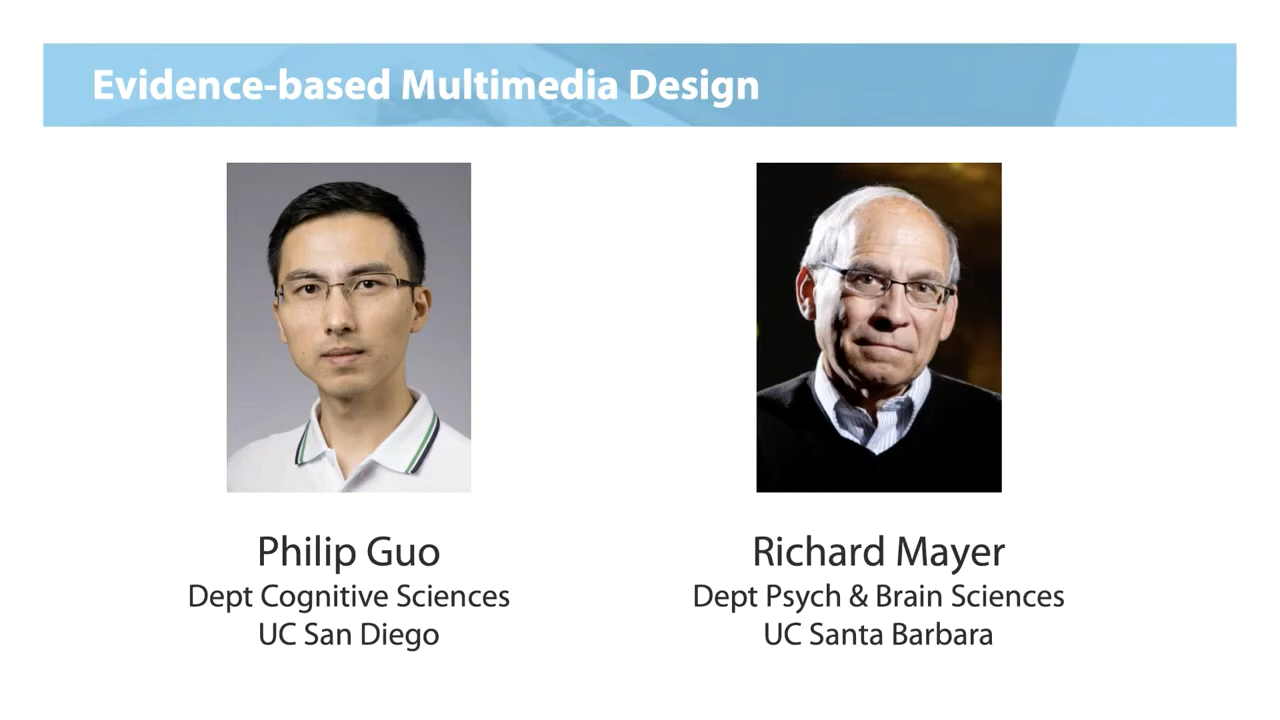 Evidence-based Multimedia Design
Philip Guo
Dept Cognitive Sciences
UC San Diego
Richard Mayer
Dept Psych & Brain Sciences
UC Santa Barbara